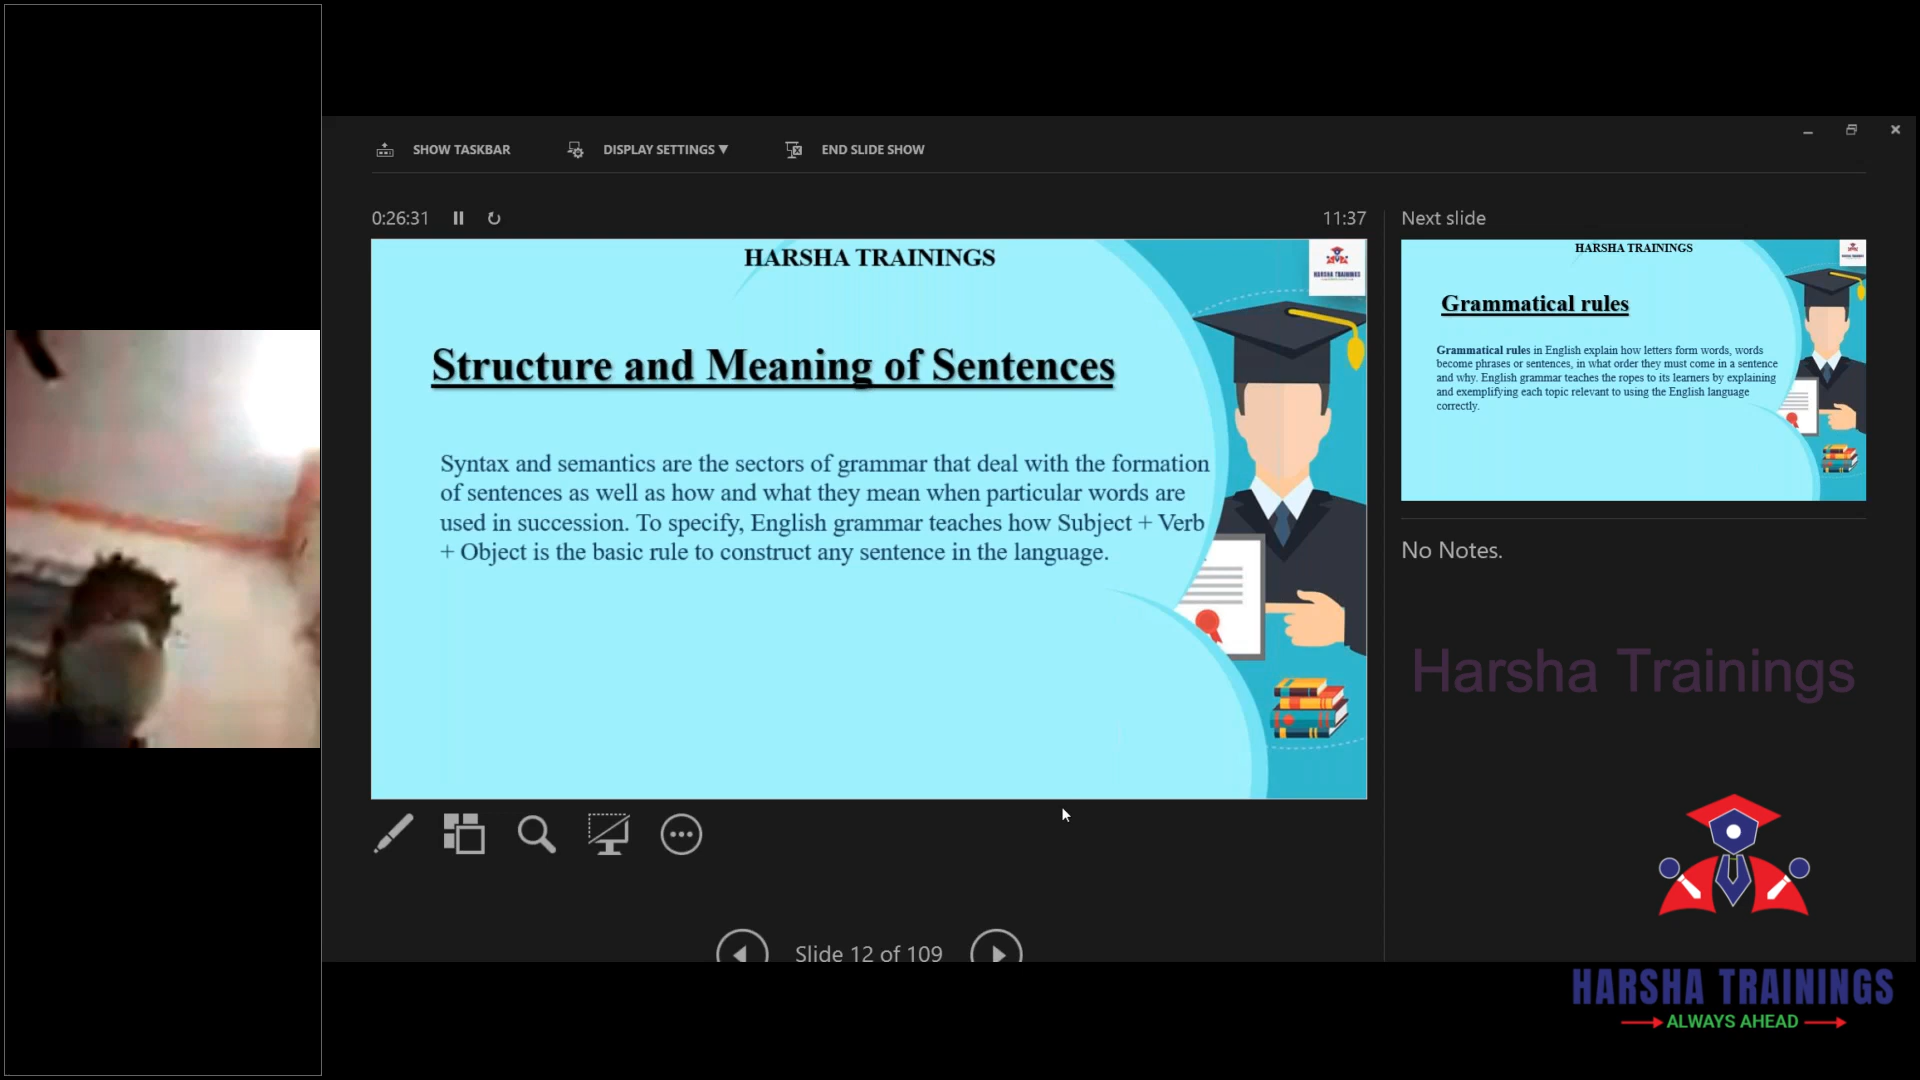 SHOW TASKBAR
DISPLAY SETTINGS ▼
END SLIDE SHOW
0:26:31
11:37
HARSHA TRAININGS
HARSHA TRAININGS
Structure and Meaning of Sentences
Syntax and semantics are the sectors of grammar that deal with the formation
of sentences as well as how and what they mean when particular words are
used in succession. To specify, English grammar teaches how Subject + Verb
+ Object is the basic rule to construct any sentence in the language.
Slide 12 of 109
Next slide
HARSHA TRAININGS
Grammatical rules
Grammatical rules in English explain how letters form words, words
become phrases or sentences, in what order they must come in a sentence
and why. English grammar teaches the ropes to its learners by explaining
and exemplifying each topic relevant to using the English language
correctly.
No Notes.
Harsha Trainings
HARSHA TRAININGS
ALWAYS AHEAD